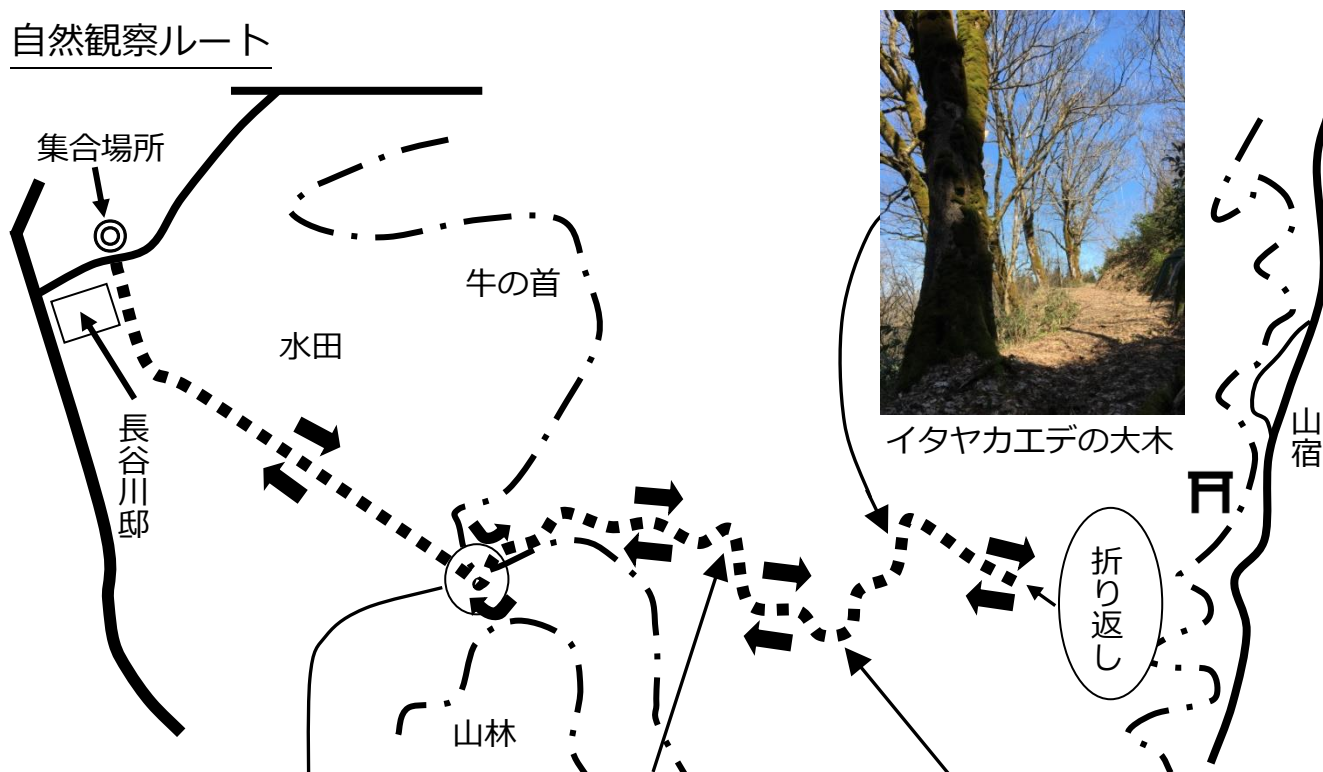 自然観察ルート
集合場所
牛の首
水田
長谷川邸
イタヤカエデの大木
山宿
折り返し
山林